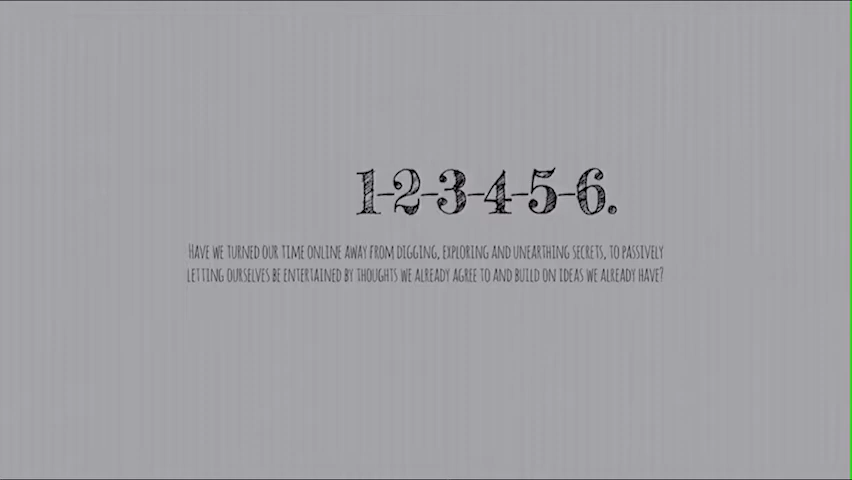 1-2-3-4-5-6.
Have we turned our time online away from digging, exploring and unearthing secrets, to passively
letting ourselves be entertained by thoughts we already agree to and build on ideas we already have?